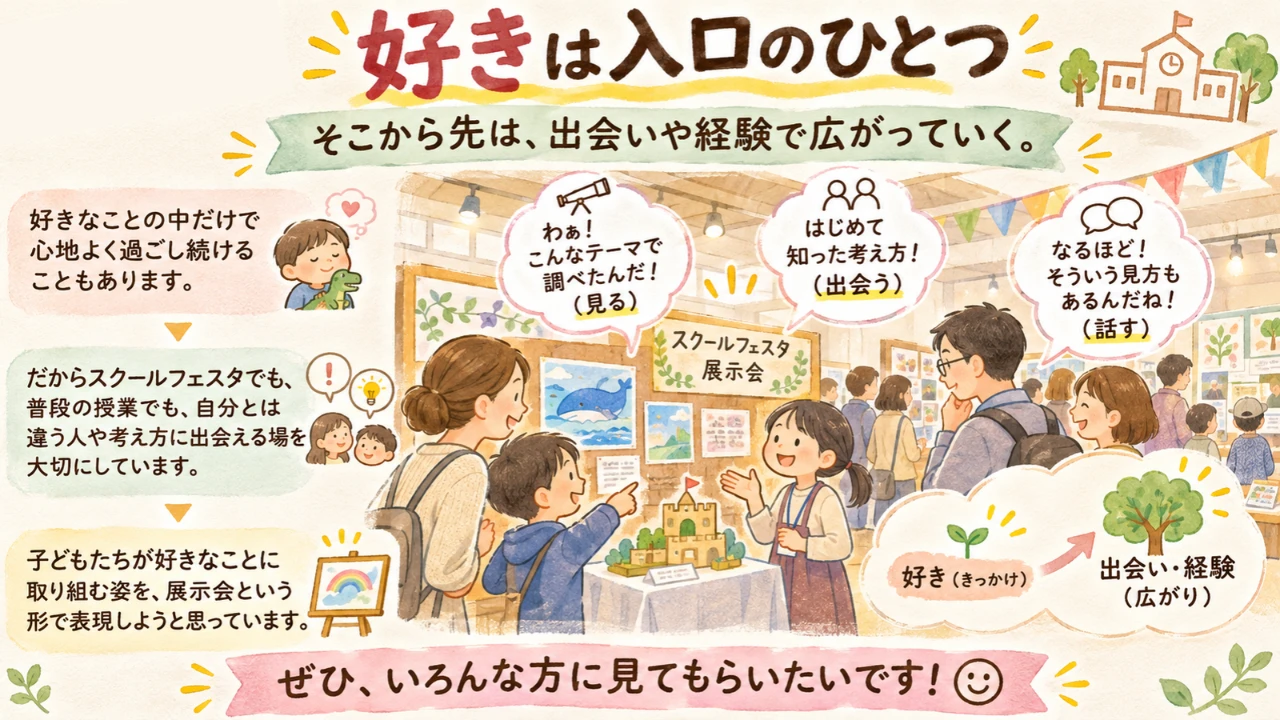 好きは入口のひとつ
そこから先は、出会いや経験で広がっていく。
好きなことの中だけで
心地よく過ごし続ける
こともあります。
だからスクールフェスタでも、
普段の授業でも、自分とは
違う人や考え方に出会える場を
大切にしています。
子どもたちが好きなことに
取り組む姿を、展示会という
形で表現しようと思っています。
わぁ!
こんなテーマで
調べたんだ!
(見る)
はじめて
知った考え方!
(出会う)
なるほど!
そういう見方も
あるんだね!
(話す)
スクールフェスタ
展示会
好き(きっかけ)
出会い・経験
(広がり)
ぜひ、いろんな方に見てもらいたいです!